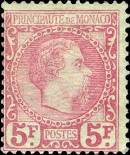 PRINCIPAUTÉ DE MONACO
5F POSTES 5F